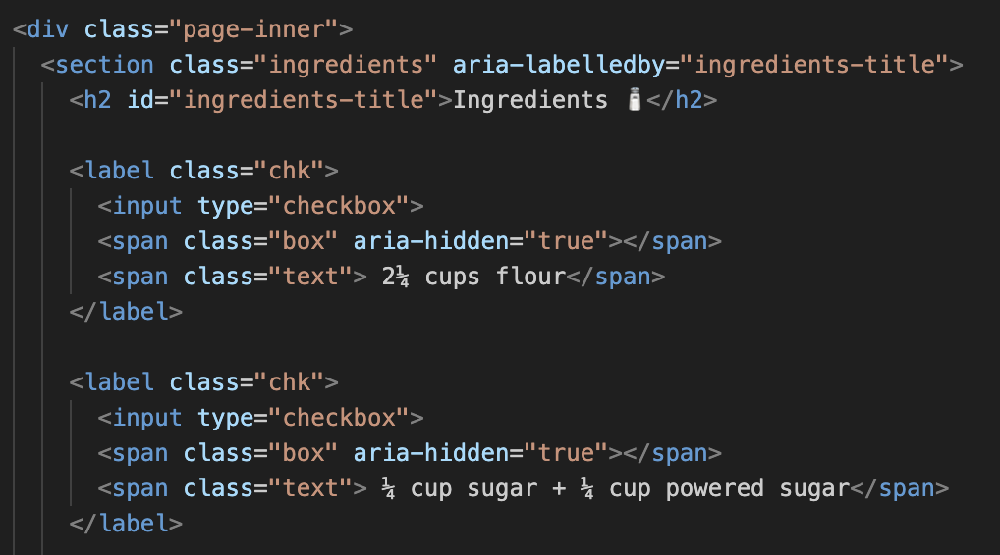 <div class="page-inner">
<section class="ingredients" aria-labelledby="ingredients-title">
<h2 id="ingredients-title">Ingredients 🧂</h2>
<label class="chk">
<input type="checkbox">
<span class="box" aria-hidden="true"></span>
<span class="text"> 2¼ cups flour</span>
</label>
<label class="chk">
<input type="checkbox">
<span class="box" aria-hidden="true"></span>
<span class="text"> ¼ cup sugar + ¼ cup powered sugar</span>
</label>